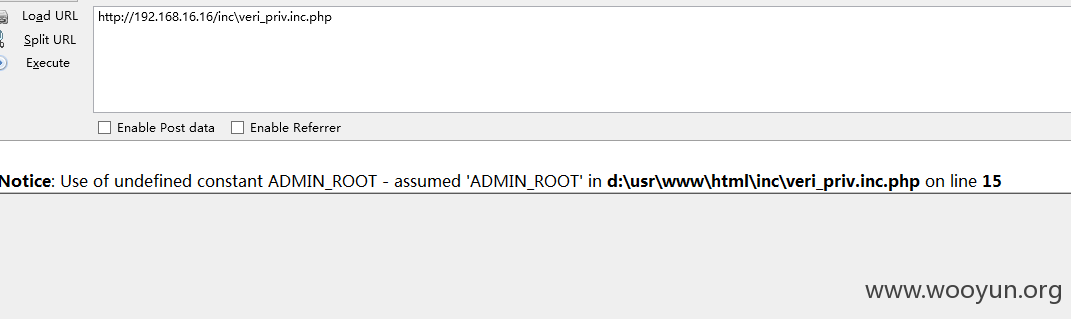 Load URL
http://192.168.16.16/inc\veri_priv.inc.php
Split URL
Execute
Enable Post data
Enable Referrer
Notice: Use of undefined constant ADMIN_ROOT - assumed 'ADMIN_ROOT' in d:\usr\www\html\inc\veri_priv.inc.php on line 15
www.wooyun.org